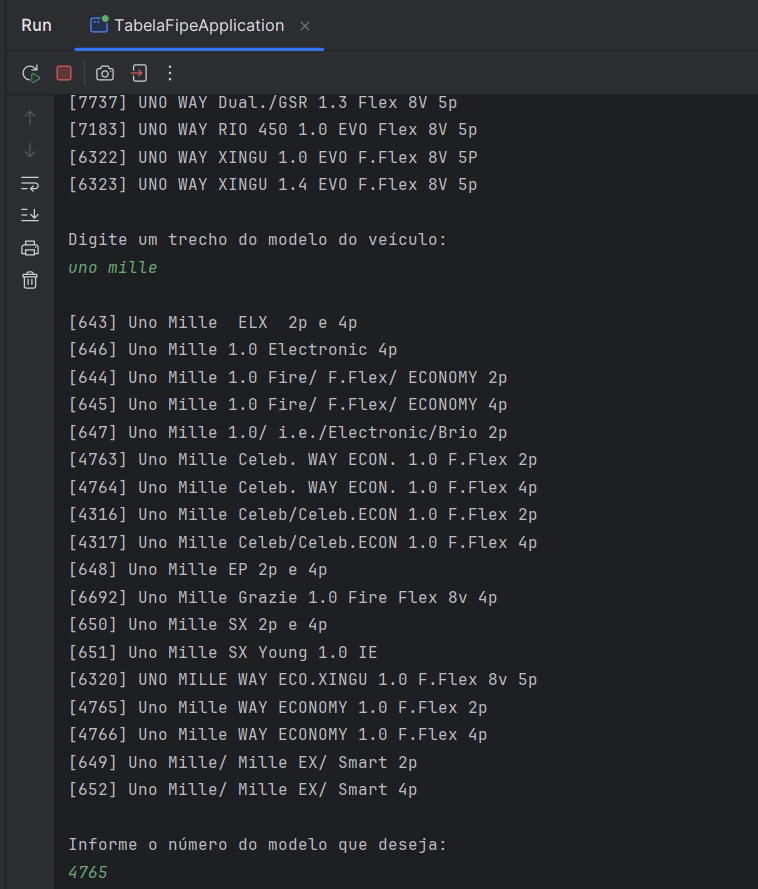 Run TabelaFipeApplication
[7737] UNO WAY Dual./GSR 1.3 Flex 8V 5p
[7183] UNO WAY RIO 450 1.0 EVO Flex 8V 5p
[6322] UNO WAY XINGU 1.0 EVO F.Flex 8V 5P
[6323] UNO WAY XINGU 1.4 EVO F.Flex 8V 5p
Digite um trecho do modelo do veículo:
uno mille
[643] Uno Mille  ELX  2p e 4p
[646] Uno Mille 1.0 Electronic 4p
[644] Uno Mille 1.0 Fire/ F.Flex/ ECONOMY 2p
[645] Uno Mille 1.0 Fire/ F.Flex/ ECONOMY 4p
[647] Uno Mille 1.0/ i.e./Electronic/Brio 2p
[4763] Uno Mille Celeb. WAY ECON. 1.0 F.Flex 2p
[4764] Uno Mille Celeb. WAY ECON. 1.0 F.Flex 4p
[4316] Uno Mille Celeb/Celeb.ECON 1.0 F.Flex 2p
[4317] Uno Mille Celeb/Celeb.ECON 1.0 F.Flex 4p
[648] Uno Mille EP 2p e 4p
[6692] Uno Mille Grazie 1.0 Fire Flex 8v 4p
[650] Uno Mille SX 2p e 4p
[651] Uno Mille SX Young 1.0 IE
[6320] UNO MILLE WAY ECO.XINGU 1.0 F.Flex 8v 5p
[4765] Uno Mille WAY ECONOMY 1.0 F.Flex 2p
[4766] Uno Mille WAY ECONOMY 1.0 F.Flex 4p
[649] Uno Mille/ Mille EX/ Smart 2p
[652] Uno Mille/ Mille EX/ Smart 4p
Informe o número do modelo que deseja:
4765